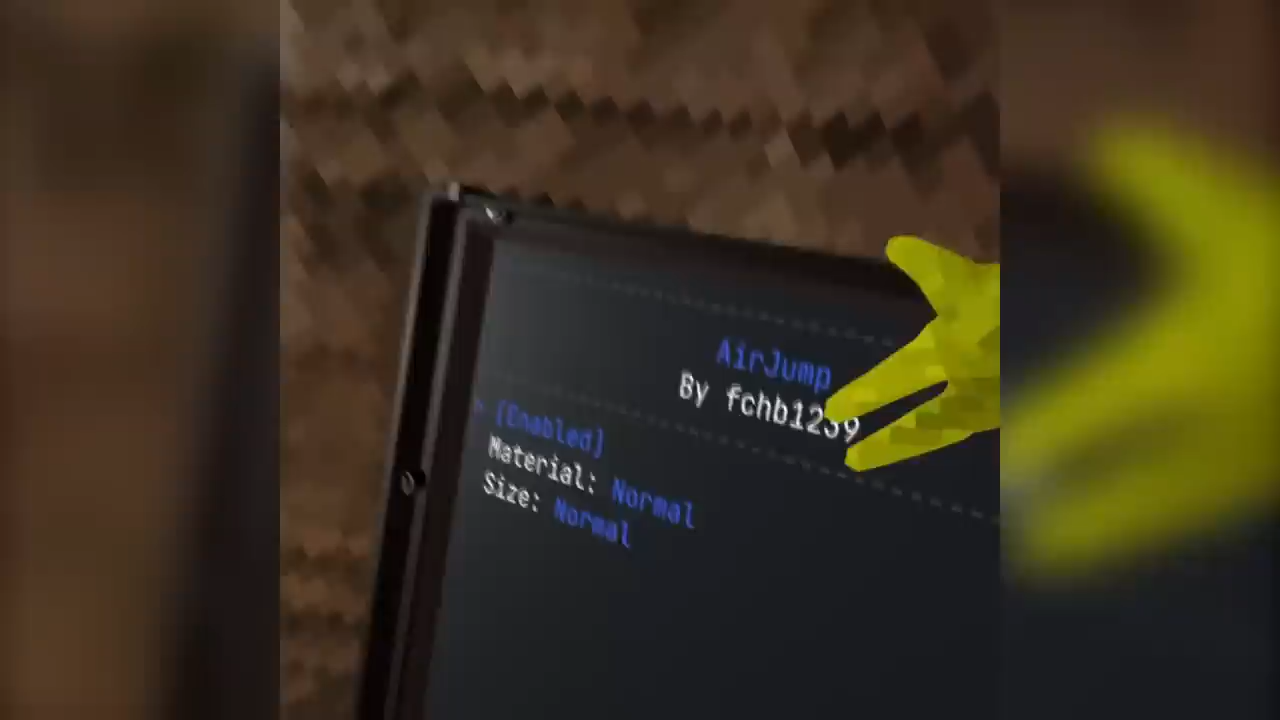 AirJump
By fchb1239
> [Enabled]
Material: Normal
Size: Normal